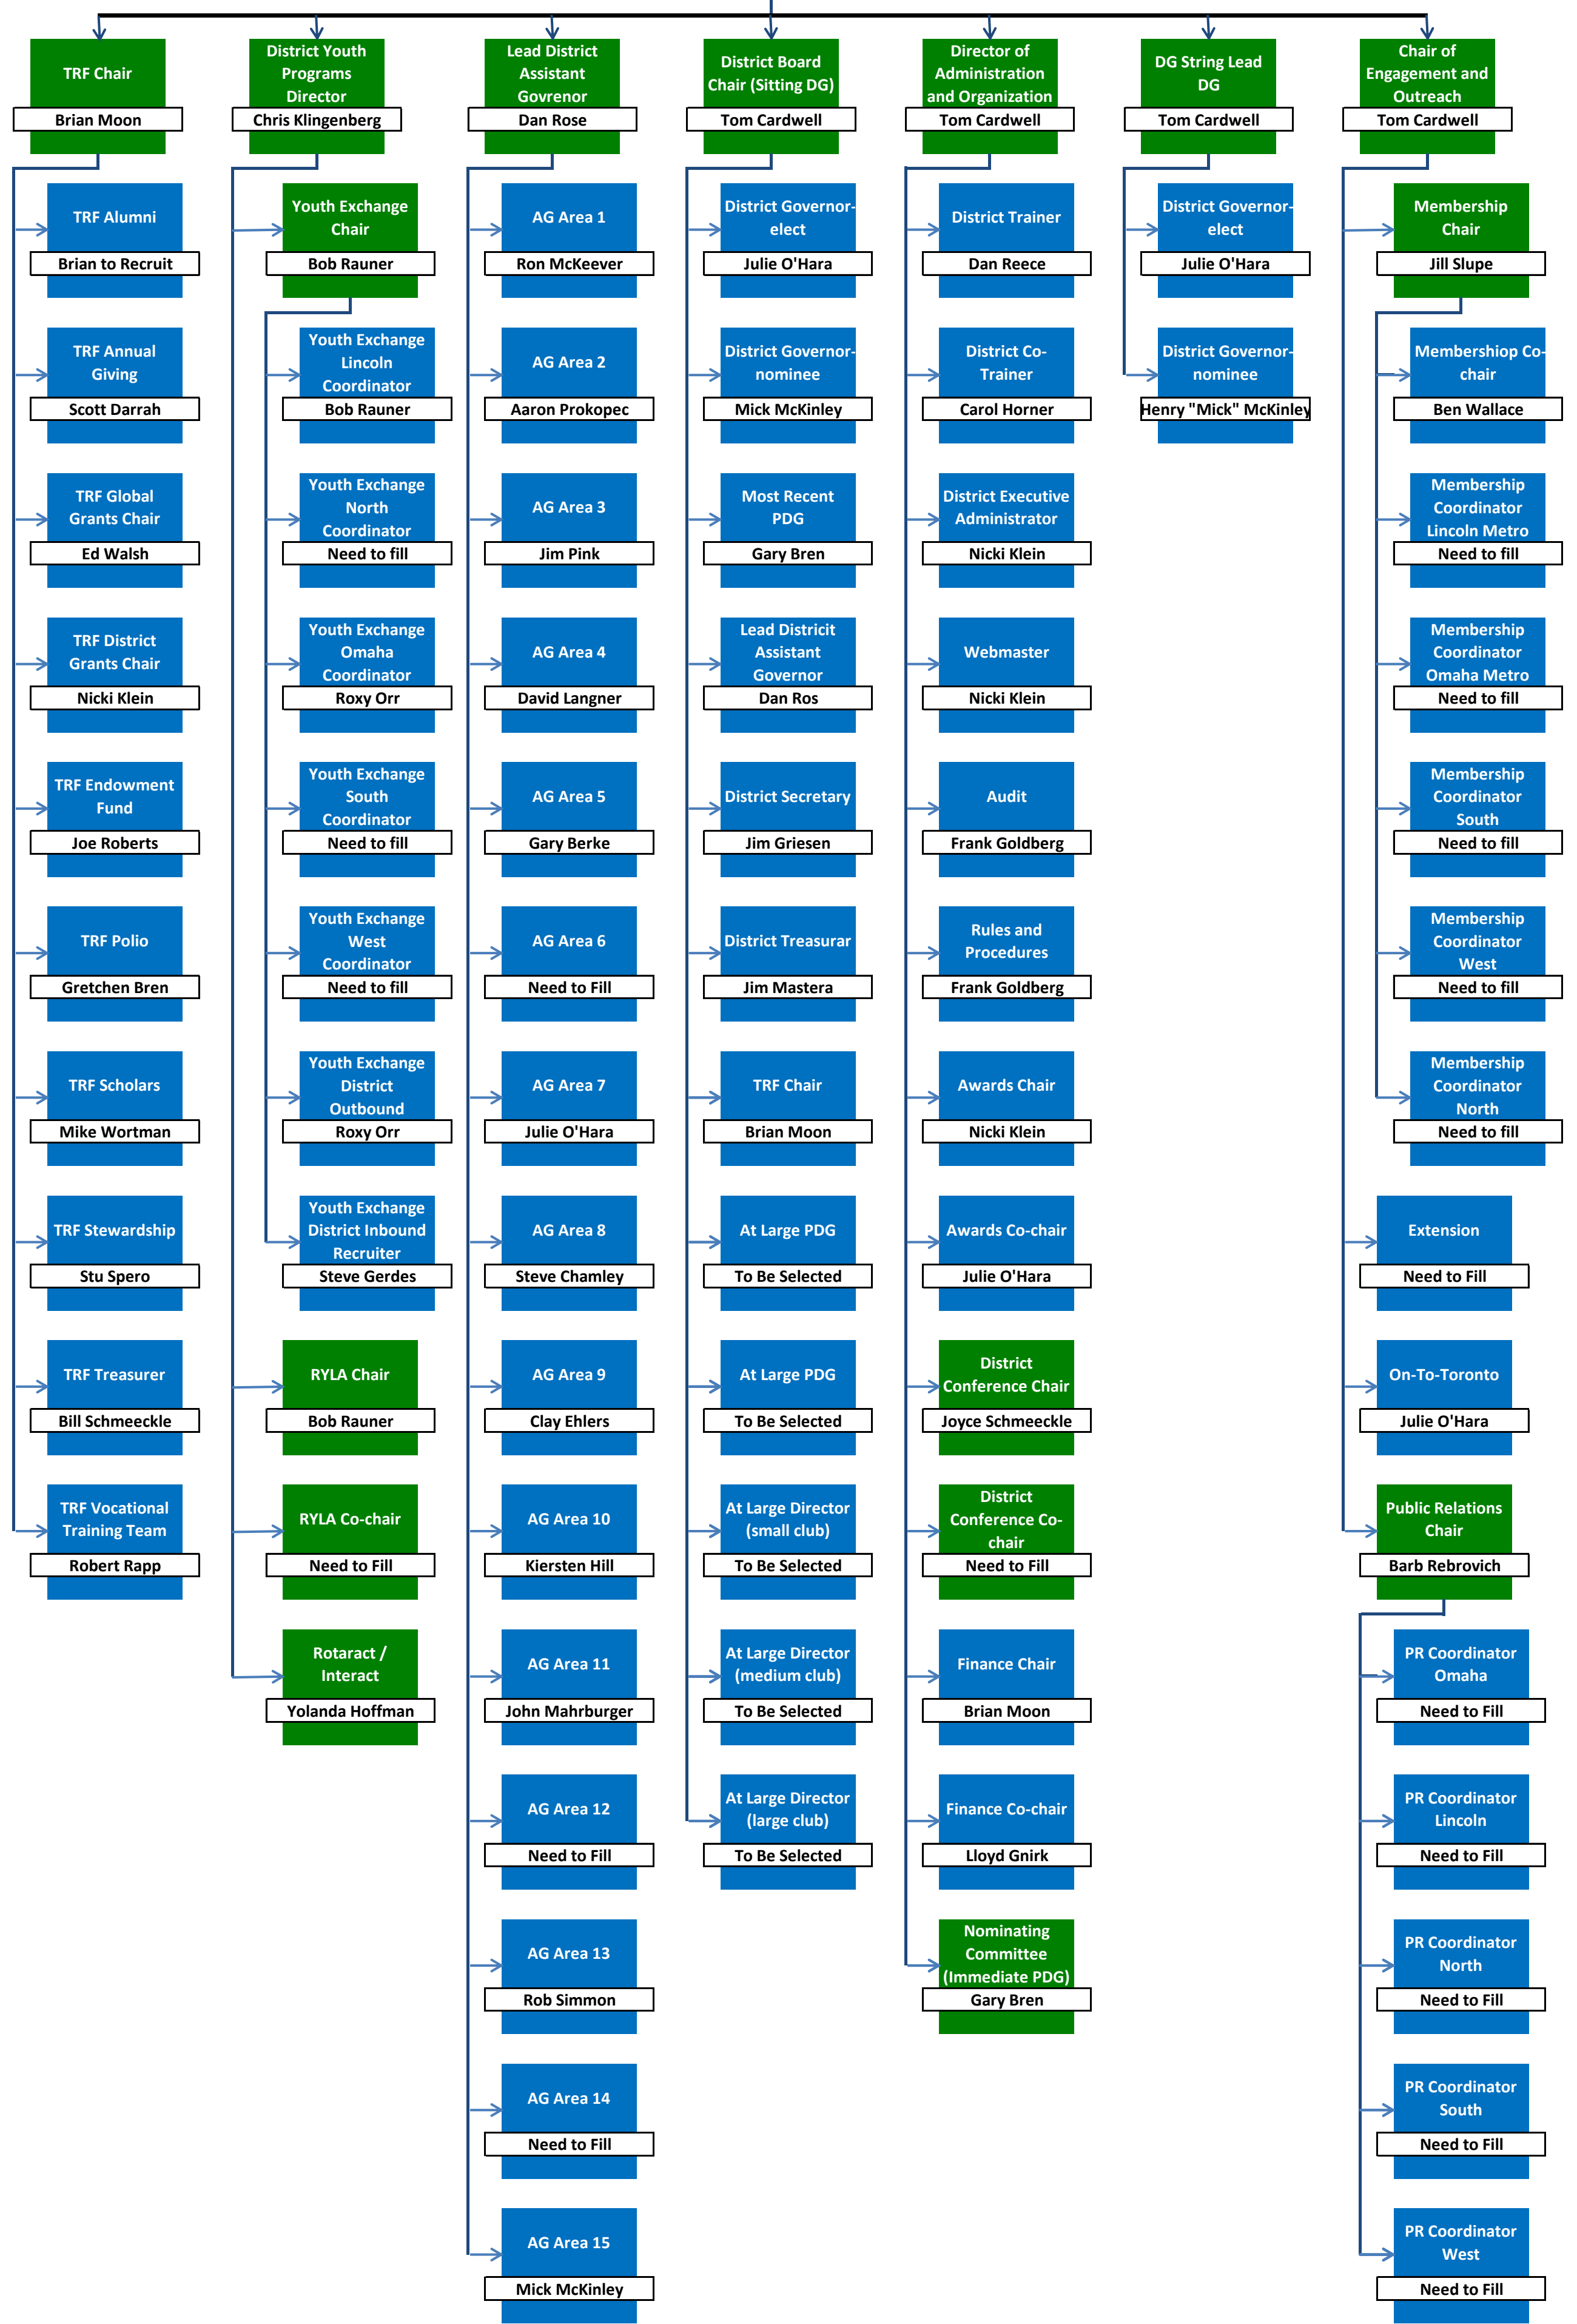 TRF Chair
Brian Moon
TRF Alumni
Brian to Recruit
TRF Annual
Giving
Scott Darrah
TRF Global
Grants Chair
Ed Walsh
TRF District
Grants Chair
Nicki Klein
TRF Endowment
Fund
Joe Roberts
TRF Polio
Gretchen Bren
TRF Scholars
Mike Wortman
TRF Stewardship
Stu Spero
TRF Treasurer
Bill Schmeeckle
TRF Vocational
Training Team
Robert Rapp
District Youth
Programs
Director
Chris Klingenberg
Youth Exchange
Chair
Bob Rauner
Youth Exchange
Lincoln
Coordinator
Bob Rauner
Youth Exchange
North
Coordinator
Need to fill
Youth Exchange
Omaha
Coordinator
Roxy Orr
Youth Exchange
South
Coordinator
Need to fill
Youth Exchange
West
Coordinator
Need to fill
Youth Exchange
District
Outbound
Roxy Orr
Youth Exchange
District Inbound
Recruiter
Steve Gerdes
RYLA Chair
Bob Rauner
RYLA Co-chair
Need to Fill
Rotaract /
Interact
Yolanda Hoffman
Lead District
Assistant
Govrenor
Dan Rose
AG Area 1
Ron McKeever
AG Area 2
Aaron Prokopec
AG Area 3
Jim Pink
AG Area 4
David Langner
AG Area 5
Gary Berke
AG Area 6
Need to Fill
AG Area 7
Julie O'Hara
AG Area 8
Steve Chamley
AG Area 9
Clay Ehlers
AG Area 10
Kiersten Hill
AG Area 11
John Mahrburger
AG Area 12
Need to Fill
AG Area 13
Rob Simmon
AG Area 14
Need to Fill
AG Area 15
Mick McKinley
District Board
Chair (Sitting DG)
Tom Cardwell
District Governor-
elect
Julie O'Hara
District Governor-
nominee
Mick McKinley
Most Recent
PDG
Gary Bren
Lead Districit
Assistant
Governor
Dan Ros
District Secretary
Jim Griesen
District Treasurar
Jim Mastera
TRF Chair
Brian Moon
At Large PDG
To Be Selected
At Large PDG
To Be Selected
At Large Director
(small club)
To Be Selected
At Large Director
(medium club)
To Be Selected
At Large Director
(large club)
To Be Selected
Director of
Administration
and Organization
Tom Cardwell
District Trainer
Dan Reece
District Co-
Trainer
Carol Horner
District Executive
Administrator
Nicki Klein
Webmaster
Nicki Klein
Audit
Frank Goldberg
Rules and
Procedures
Frank Goldberg
Awards Chair
Nicki Klein
Awards Co-chair
Julie O'Hara
District
Conference Chair
Joyce Schmeeckle
District
Conference Co-
chair
Need to Fill
Finance Chair
Brian Moon
Finance Co-chair
Lloyd Gnirk
Nominating
Committee
(Immediate PDG)
Gary Bren
DG String Lead
DG
Tom Cardwell
District Governor-
elect
Julie O'Hara
District Governor-
nominee
Henry "Mick" McKinley
Chair of
Engagement and
Outreach
Tom Cardwell
Membership
Chair
Jill Slupe
Membershiop Co-
chair
Ben Wallace
Membership
Coordinator
Lincoln Metro
Need to fill
Membership
Coordinator
Omaha Metro
Need to fill
Membership
Coordinator
South
Need to fill
Membership
Coordinator
West
Need to fill
Membership
Coordinator
North
Need to fill
Extension
Need to Fill
On-To-Toronto
Julie O'Hara
Public Relations
Chair
Barb Rebrovich
PR Coordinator
Omaha
Need to Fill
PR Coordinator
Lincoln
Need to Fill
PR Coordinator
North
Need to Fill
PR Coordinator
South
Need to Fill
PR Coordinator
West
Need to Fill